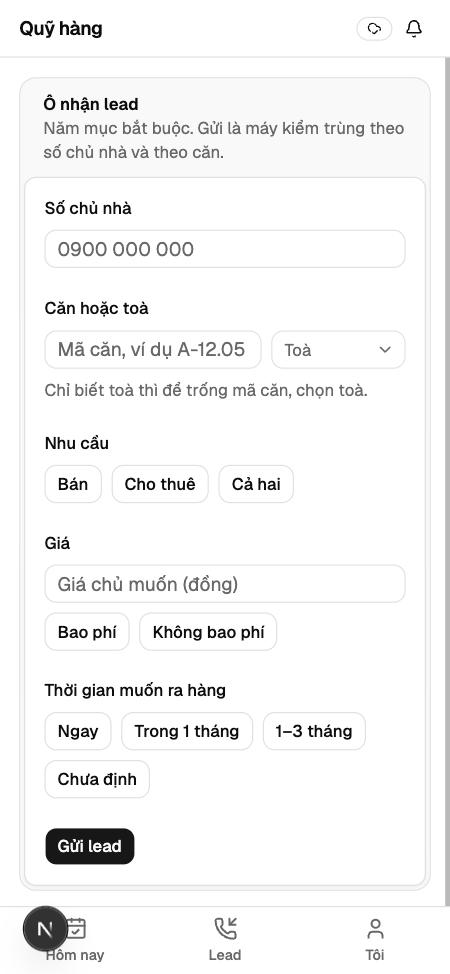 Quỹ hàng
Ô nhận lead
Năm mục bắt buộc. Gửi là máy kiểm trùng theo
số chủ nhà và theo căn.
Số chủ nhà
0900 000 000
Căn hoặc toà
Mã căn, ví dụ A-12.05
Toà
Chỉ biết toà thì để trống mã căn, chọn toà.
Nhu cầu
Bán
Cho thuê
Cả hai
Giá
Giá chủ muốn (đồng)
Bao phí
Không bao phí
Thời gian muốn ra hàng
Ngay
Trong 1 tháng
1–3 tháng
Chưa định
Gửi lead
N
Hôm nay
Lead
Tôi